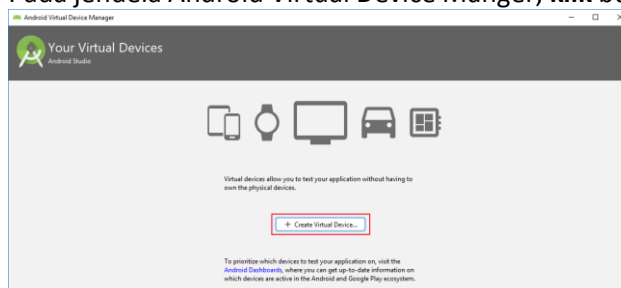 Pada jendela Android Virtual Device Manger,
Android Virtual Device Manager
Your Virtual Devices
Android Studio
Virtual devices allow you to test your application without having to
own the physical devices.
+ Create Virtual Device...
To prioritize which devices to test your application on, visit the
Android Dashboards, where you can get up-to-date information on
which devices are active in the Android and Google Play ecosystem.